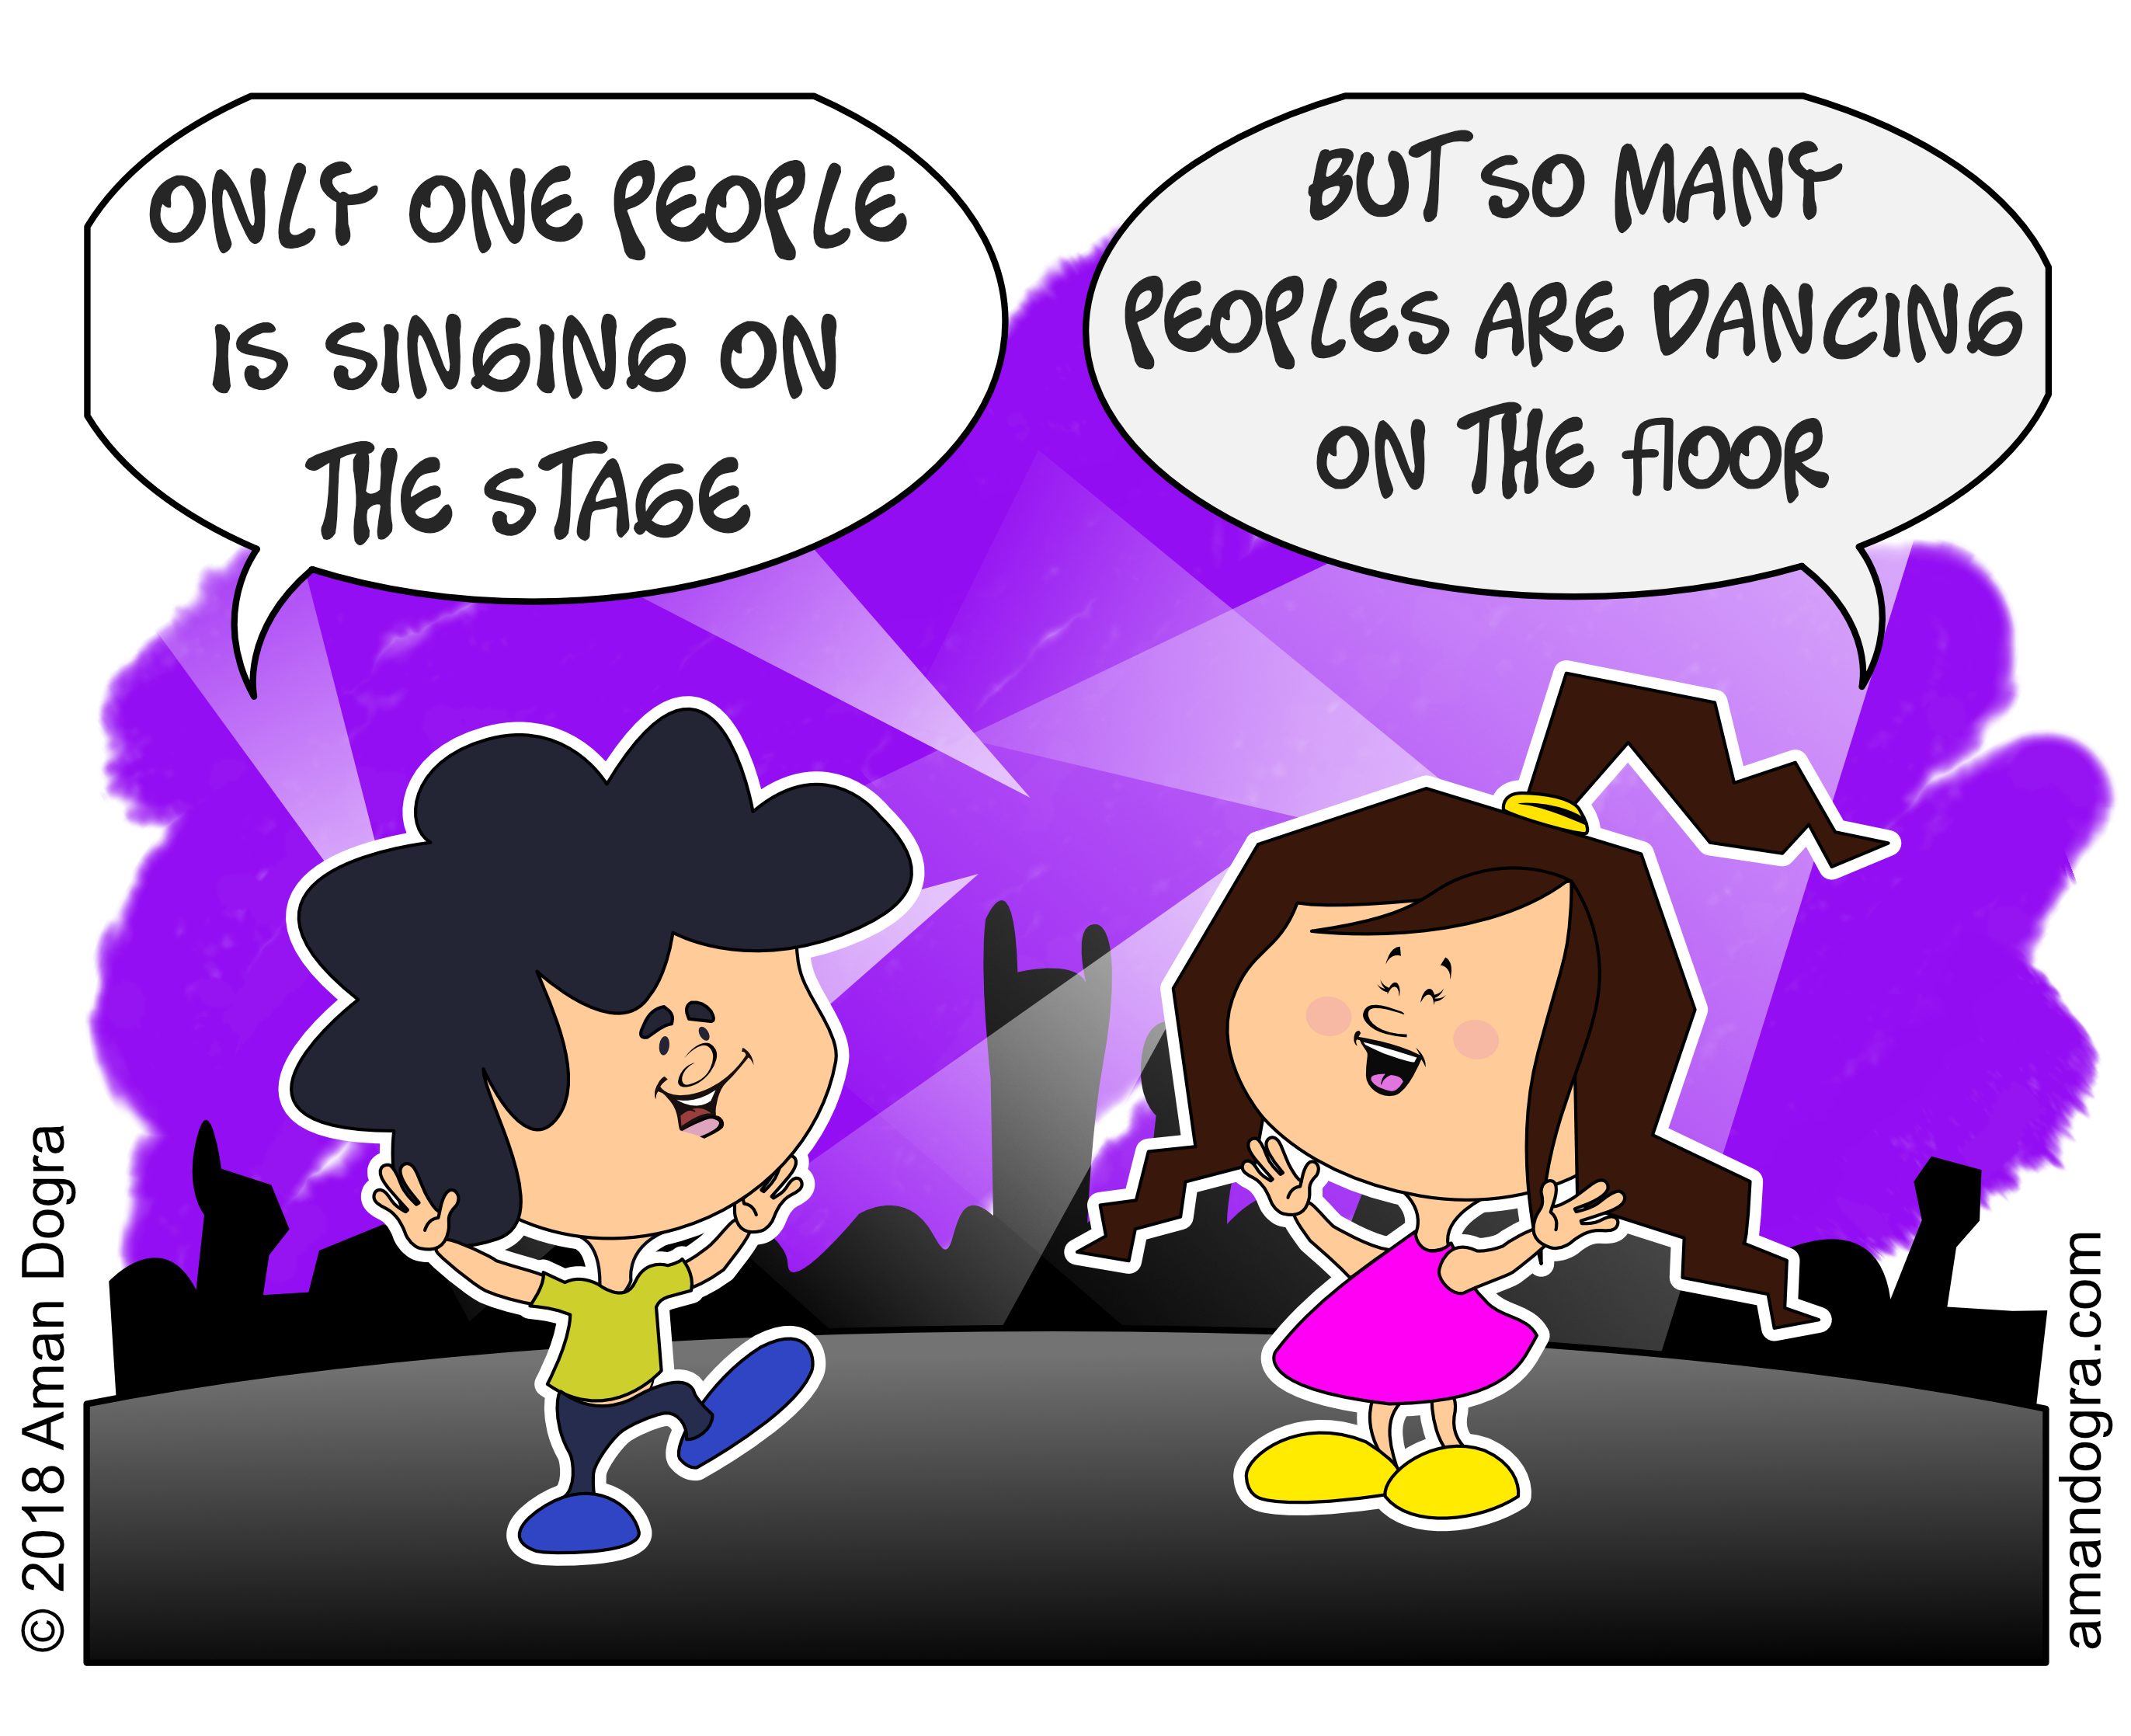 ONLY ONE PEOPLE
IS SINGING ON
THE STAGE
BUT SO MANY
PEOPLES ARE DANCING
ON THE flOOR
© 2018 Aman Dogra
amandogra.com